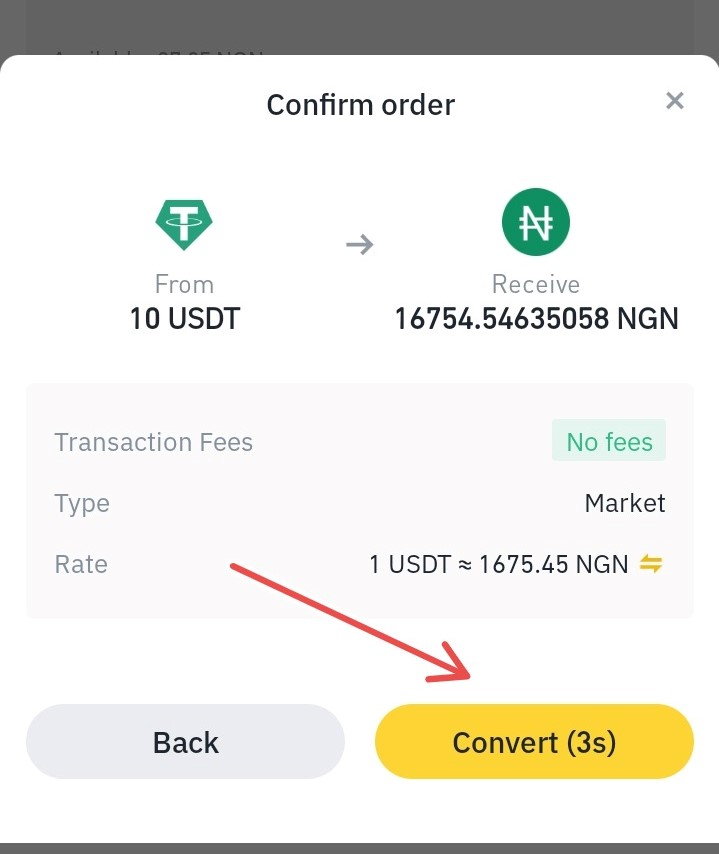 Confirm order
From
10 USDT
Receive
16754.54635058 NGN
Transaction Fees
No fees
Type
Market
Rate
1 USDT ≈ 1675.45 NGN
Back
Convert (3s)